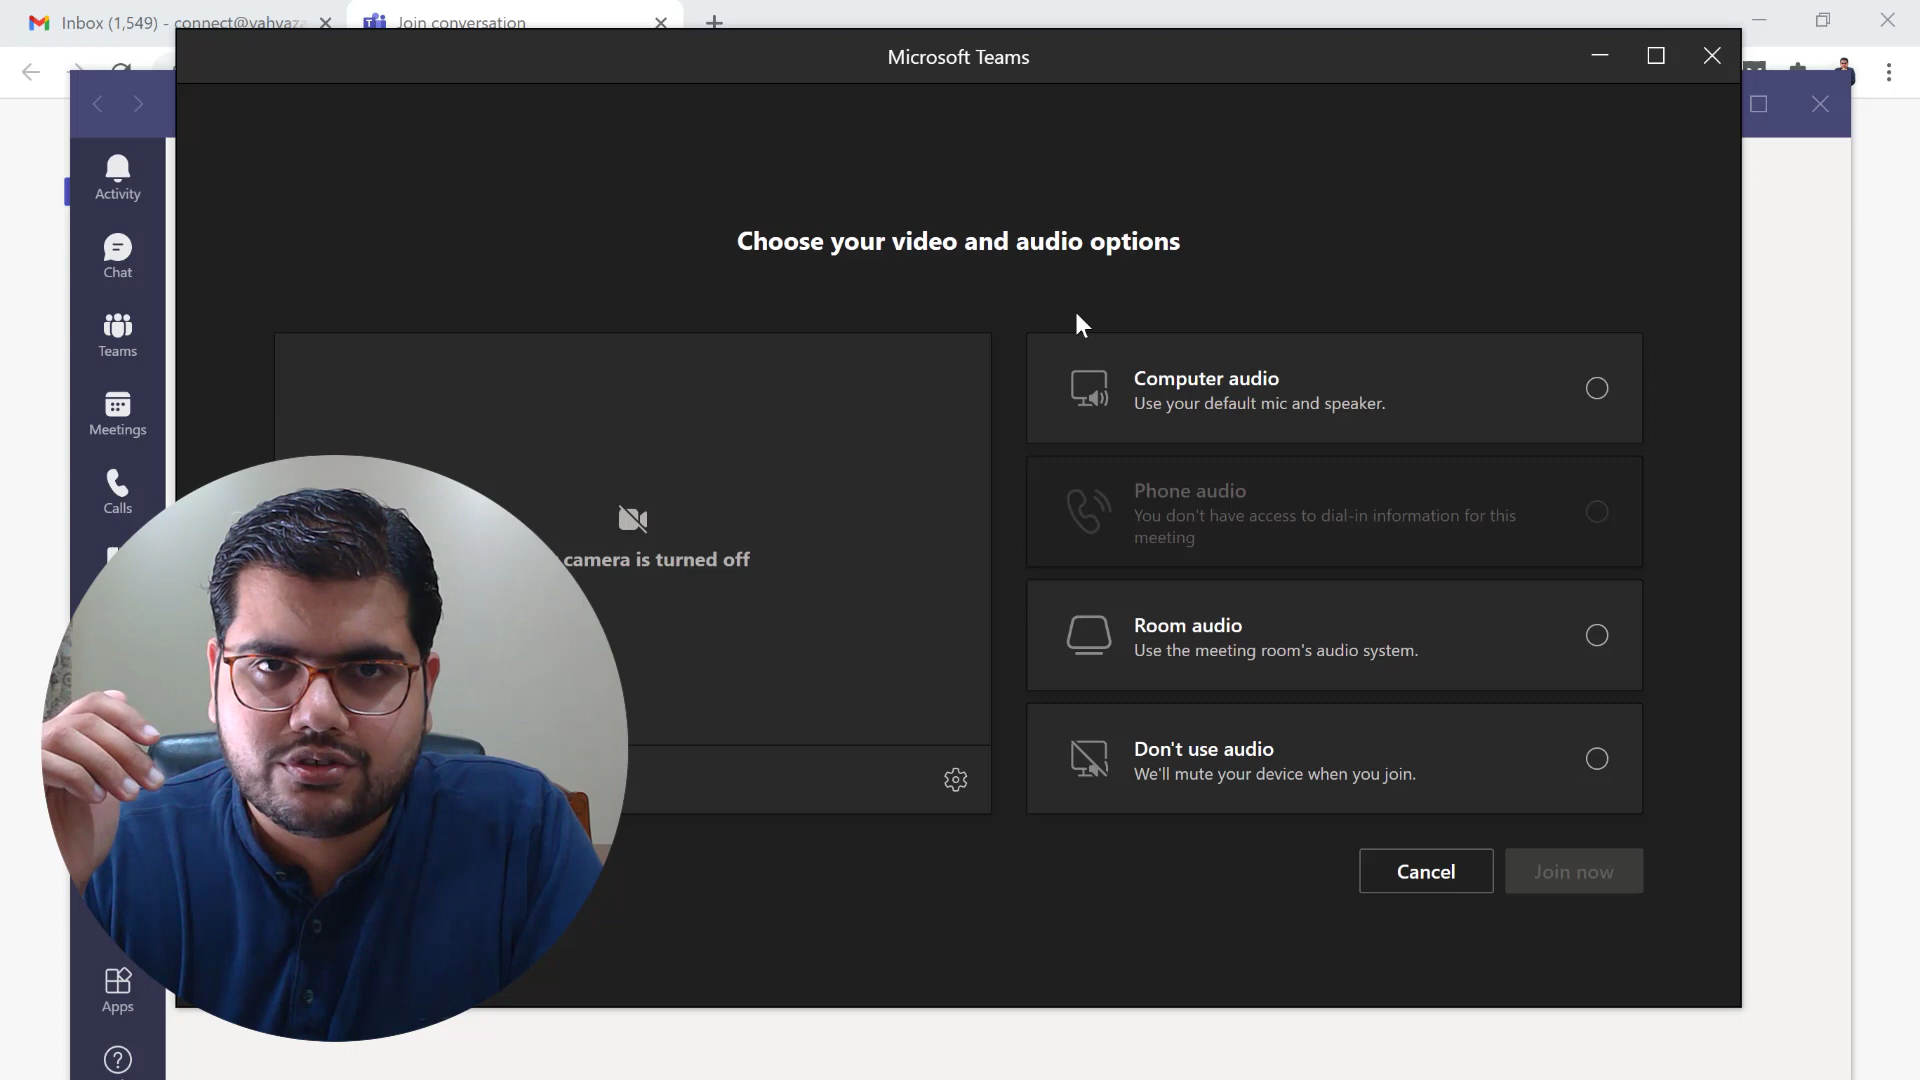 Inbox (1,549) - connect@yahyaza
Join conversation
Microsoft Teams
Activity
Chat
Teams
Meetings
Calls
Apps
Choose your video and audio options
camera is turned off
Computer audio
Use your default mic and speaker.
Phone audio
You don't have access to dial-in information for this
meeting
Room audio
Use the meeting room's audio system.
Don't use audio
We'll mute your device when you join.
Cancel
Join now